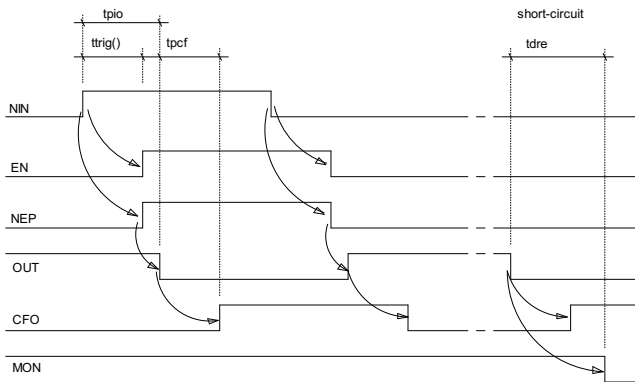 tpio
short-circuit
ttrig()
tpcf
tdre
NIN
EN
NEP
OUT
CFO
MON